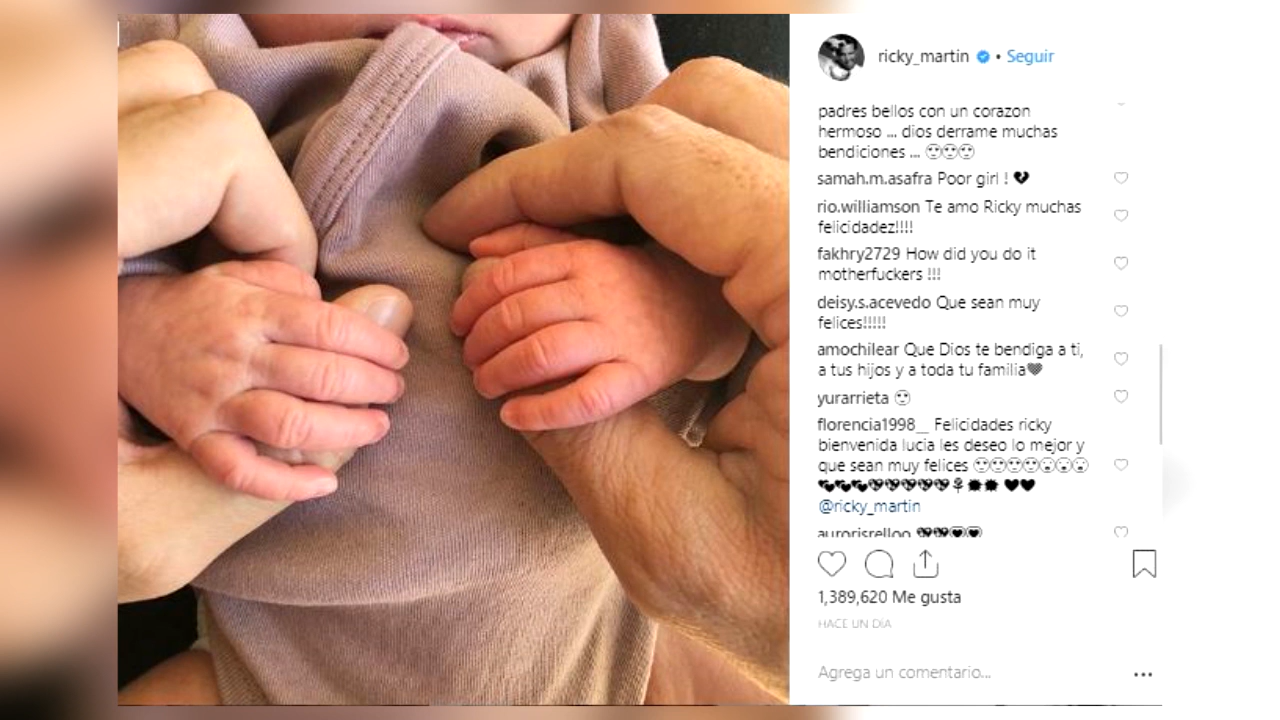 ricky_martin • Seguir
padres bellos con un corazon
hermoso ... dios derrame muchas
bendiciones ...
samah.m.asafra Poor girl !
rio.williamson Te amo Ricky muchas
felicidadez!!!!
fakhry2729 How did you do it
motherfuckers !!!
deisy.s.acevedo Que sean muy
felices!!!!!
amochilear Que Dios te bendiga a ti,
a tus hijos y a toda tu familia
yurarrieta
florencia1998__ Felicidades ricky
bienvenida lucia les deseo lo mejor y
que sean muy felices
@ricky_martin
1,389,620 Me gusta
HACE UN DÍA
Agrega un comentario...